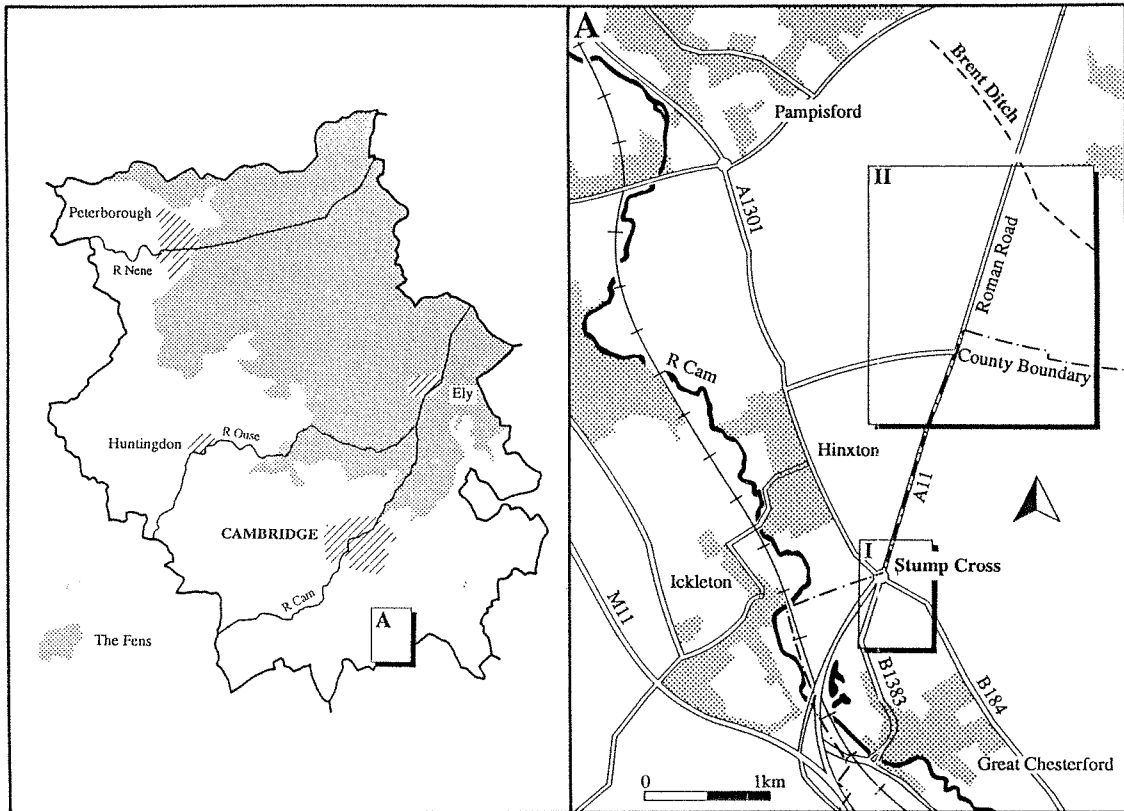 Peterborough
R Nene
Ely
Huntingdon
R Ouse
CAMBRIDGE
R Cam
A
The Fens
A
Brent Ditch
Pampisford
II
A1301
Roman Road
R Cam
County Boundary
Hinxton
A11
I
Stump Cross
Ickleton
M11
B1383
B184
Great Chesterford
0 1km